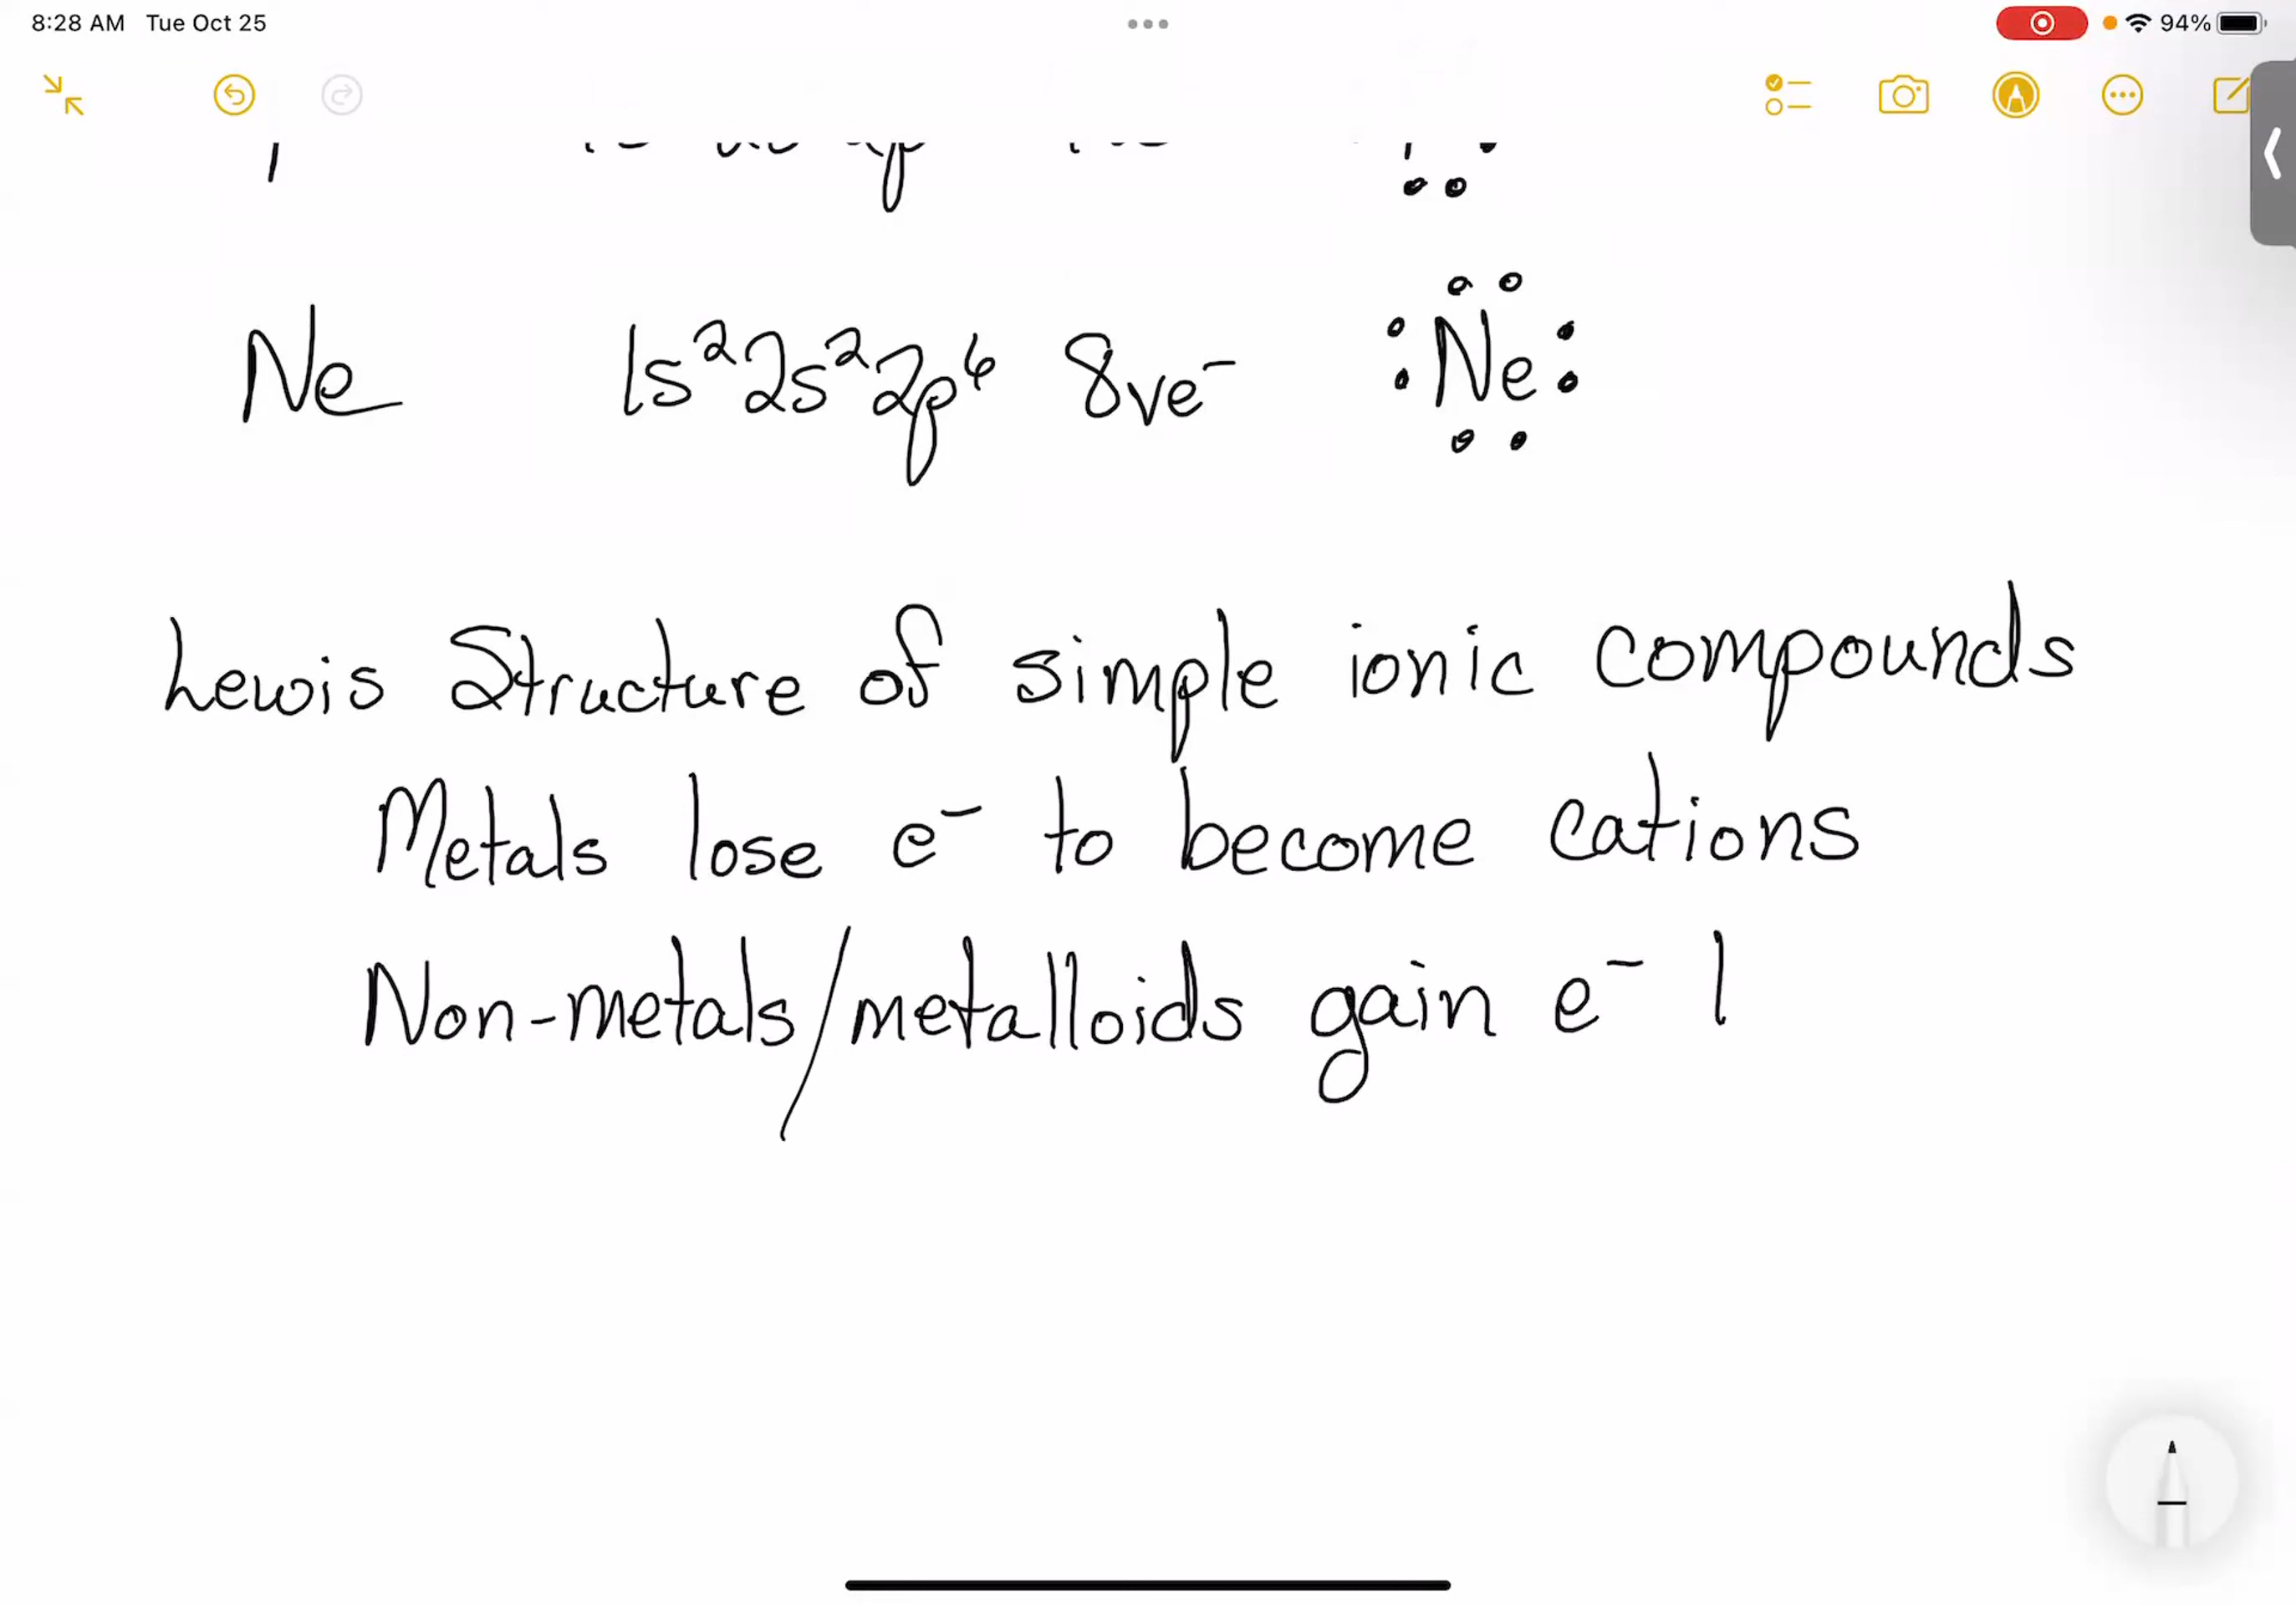 8:28 AM Tue Oct 25
94%
Ne 1s²2s²2p⁶ 8ve⁻ Ne
Lewis Structure of simple ionic compounds
Metals lose e⁻ to become cations
Non-metals/metalloids gain e⁻